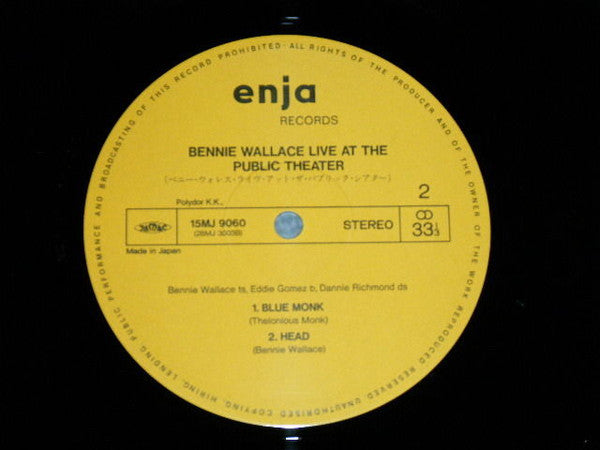 enja
RECORDS
BENNIE WALLACE LIVE AT THE
PUBLIC THEATER
(ベニー・ウォレス・ライヴ・アット・ザ・パブリック・シアター)
2
Polydor K.K.,
15MJ 9060
(28MJ 3003B)
STEREO
33 1/3
Made in Japan
Bennie Wallace ts, Eddie Gomez b, Dannie Richmond ds
1. BLUE MONK
(Thelonious Monk)
2. HEAD
(Bennie Wallace)
ALL RIGHTS OF THE PRODUCER AND OF THE OWNER OF THE WORK REPRODUCED RESERVED. UNAUTHORISED COPYING, HIRING, LENDING, PUBLIC PERFORMANCE AND BROADCASTING OF THIS RECORD PROHIBITED·